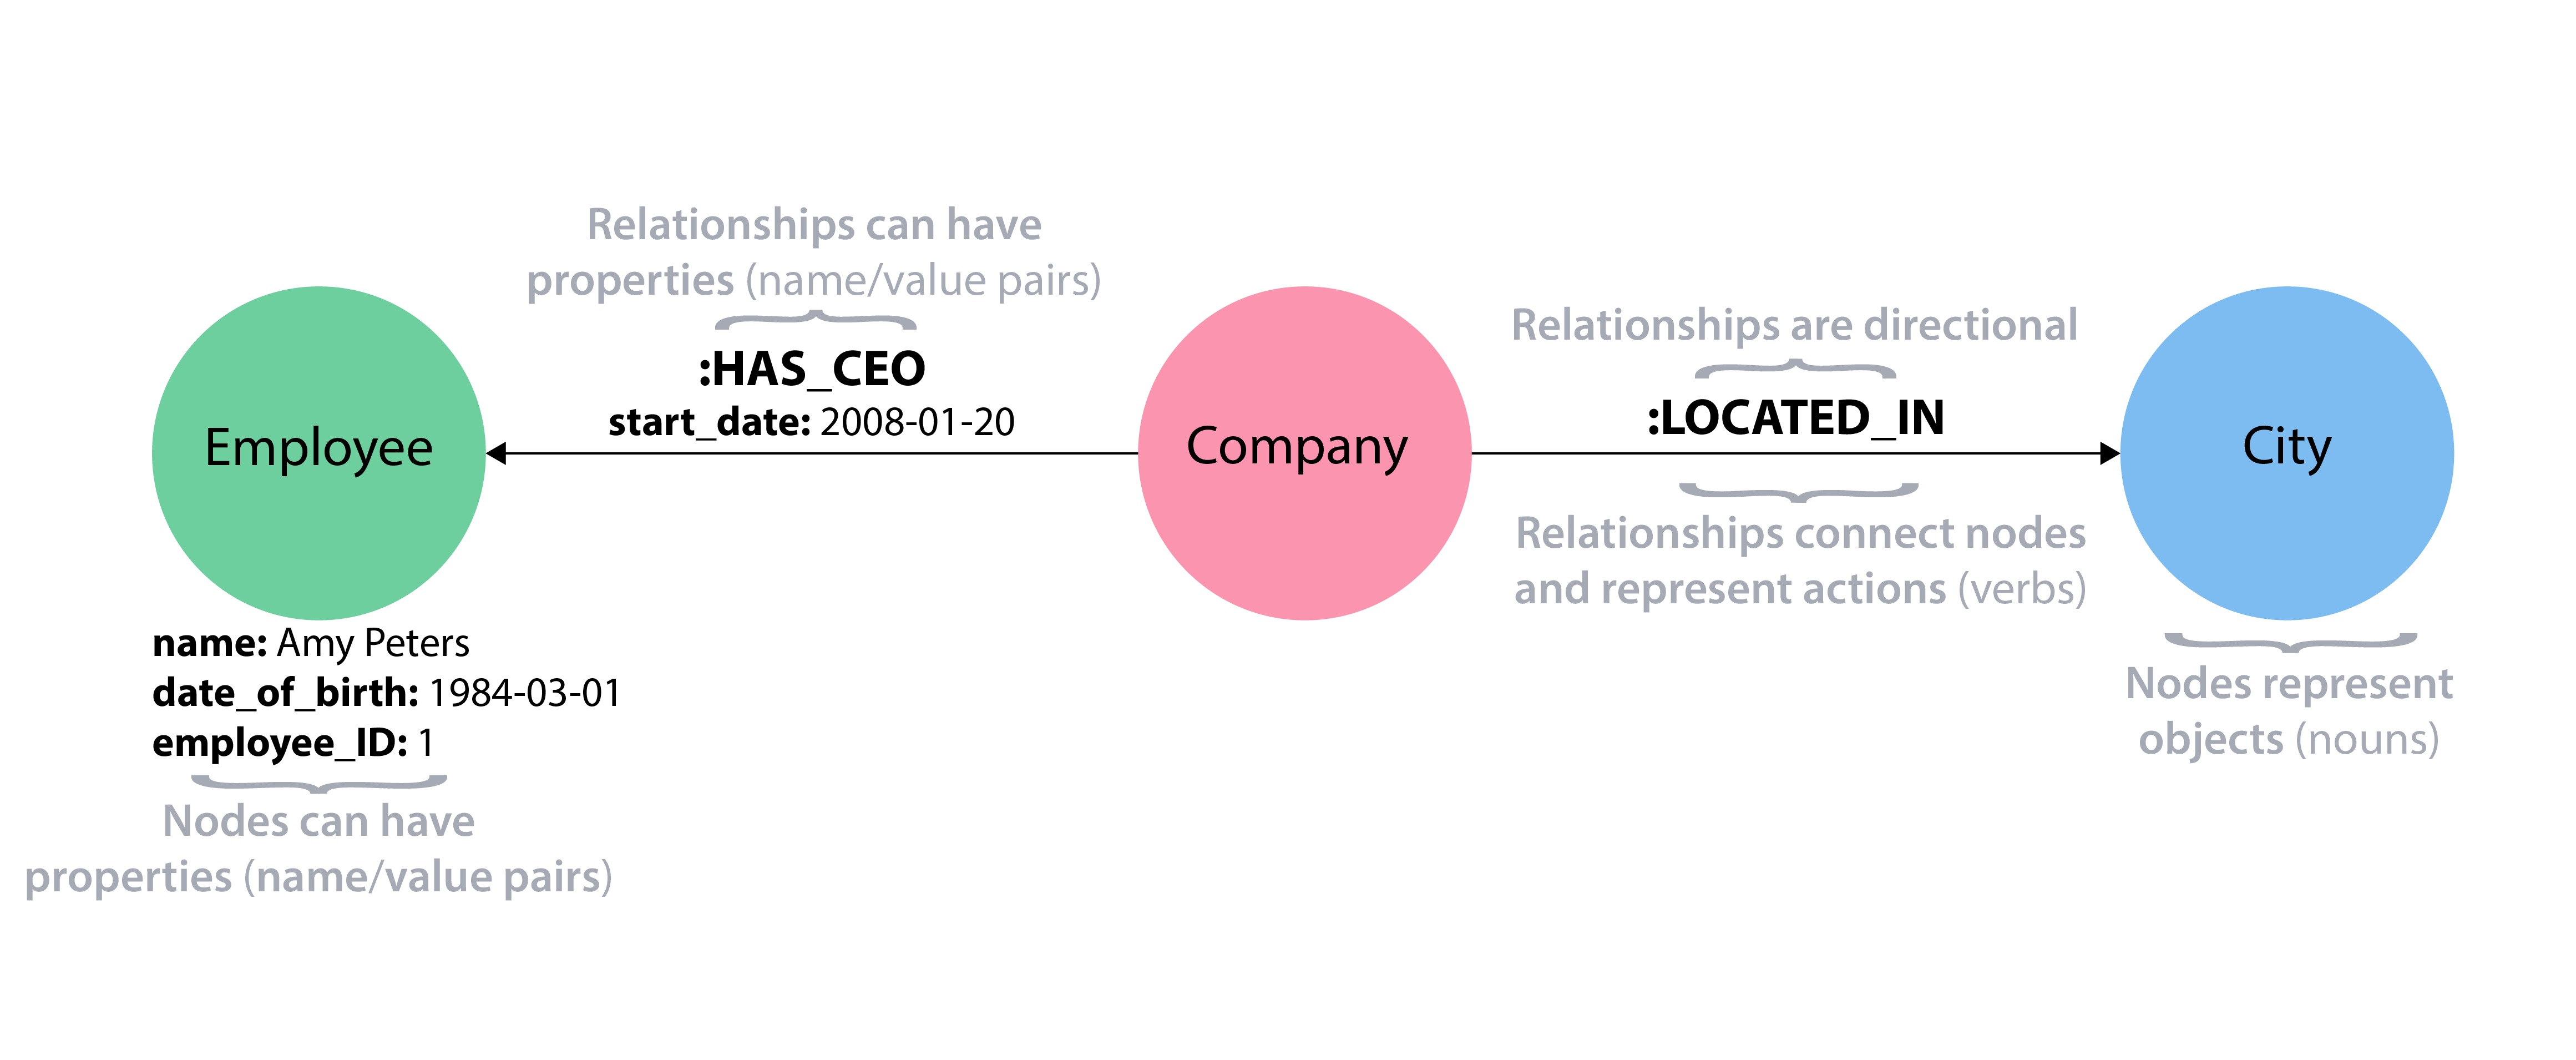 Relationships can have
properties (name/value pairs)
:HAS_CEO
start_date: 2008-01-20
Employee
name: Amy Peters
date_of_birth: 1984-03-01
employee_ID: 1
Nodes can have
properties (name/value pairs)
Company
Relationships are directional
:LOCATED_IN
Relationships connect nodes
and represent actions (verbs)
City
Nodes represent
objects (nouns)